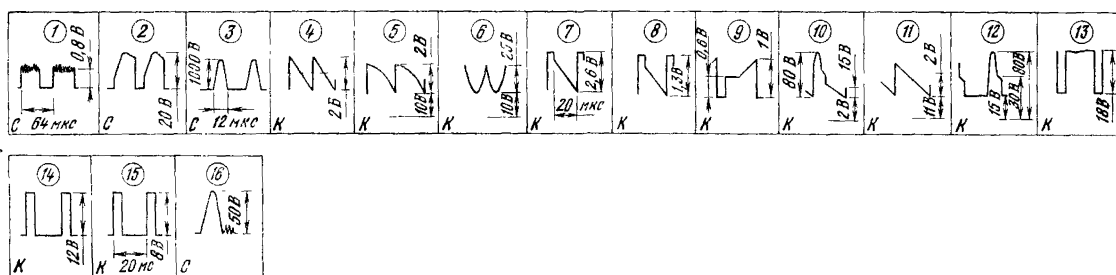 1
0,8 В
С 64 мкс
2
20 В
С
3
1000 В
С 12 мкс
4
2 В
К
5
2 В
10 В
К
6
10 В
К
7
2,6 В
20
К
8
1,3 В
К
9
0,6 В
1 В
К
10
80 В
15 В
2 В
К
11
2 В
11 В
К
12
80 В
30 В
15 В
К
13
18 В
К
14
12 В
К
15
8 В
К 20 мс
16
50 В
С